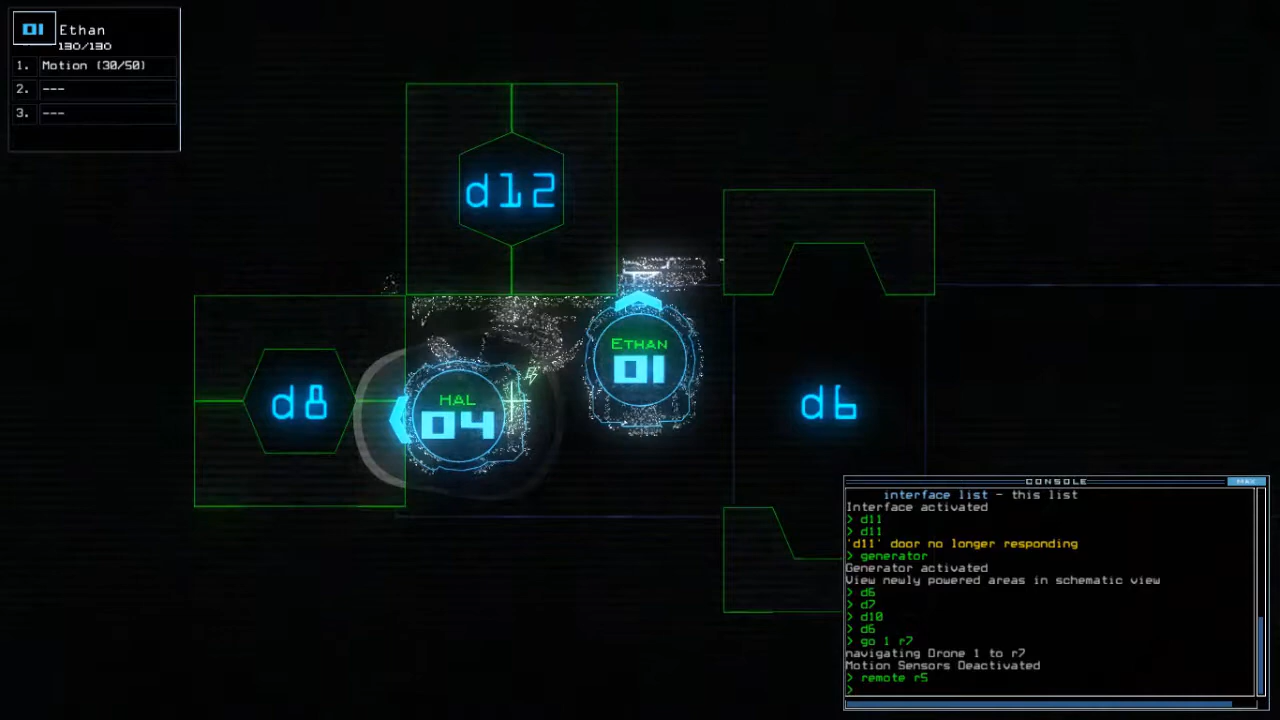 01 Ethan
130/130
1. Motion (30/50)
2. ---
3. ---
d12
Ethan
01
HAL
04
d8
d6
CONSOLE
MAX
interface list - this list
Interface activated
> d11
> d11
'd11' door no longer responding
> generator
Generator activated
View newly powered areas in schematic view
> d6
> d7
> d10
> d6
> go 1 r7
navigating Drone 1 to r7
Motion Sensors Deactivated
> remote r5
>